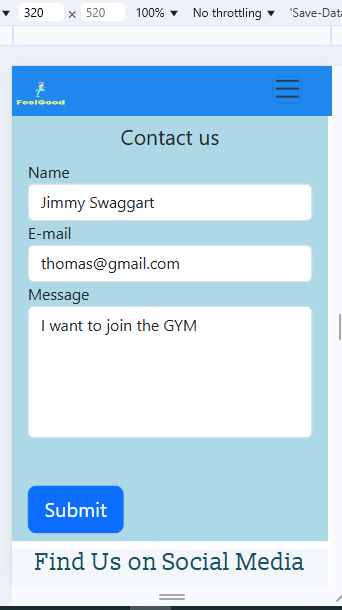 320 × 520 100% No throttling 'Save-Data
FeelGood
Contact us
Name
Jimmy Swaggart
E-mail
thomas@gmail.com
Message
I want to join the GYM
Submit
Find Us on Social Media